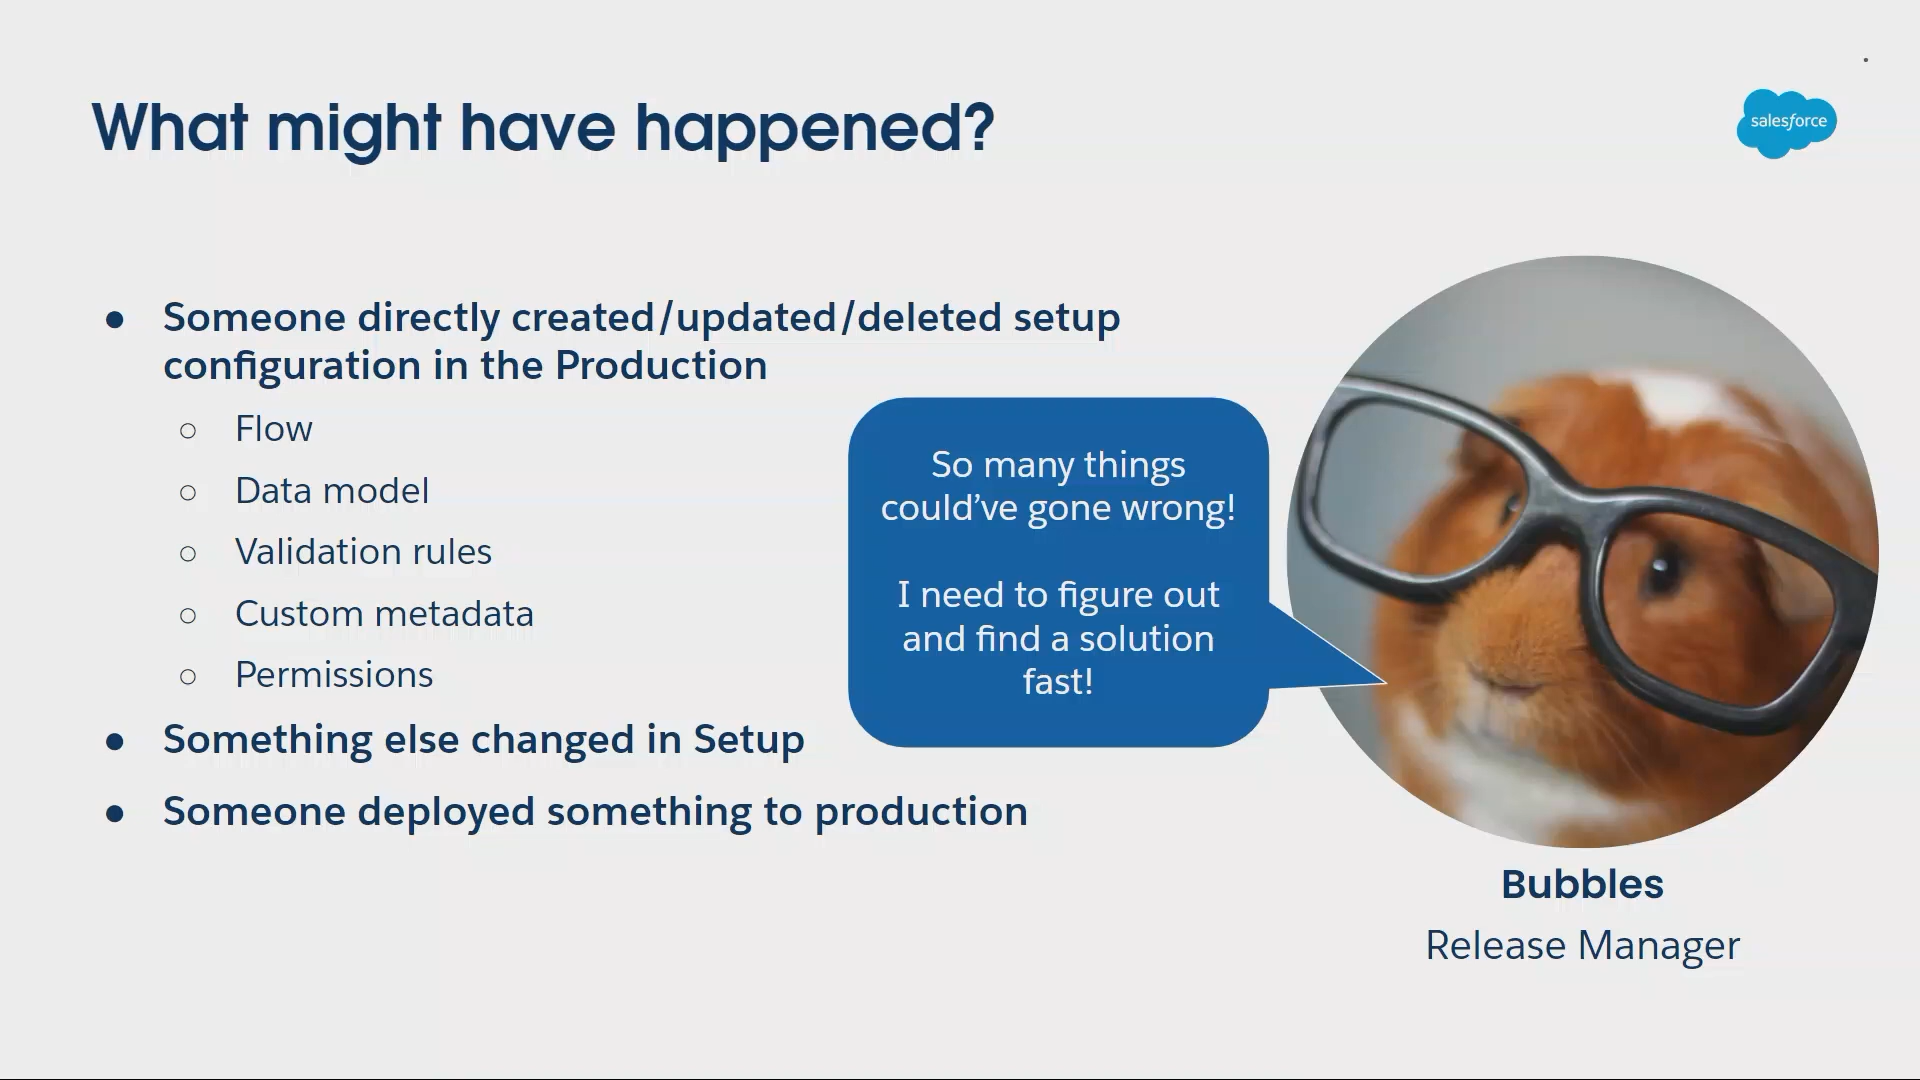 What might have happened?
salesforce
● Someone directly created/updated/deleted setup
configuration in the Production
○ Flow
○ Data model
○ Validation rules
○ Custom metadata
○ Permissions
● Something else changed in Setup
● Someone deployed something to production
So many things
could’ve gone wrong!
I need to figure out
and find a solution
fast!
Bubbles
Release Manager